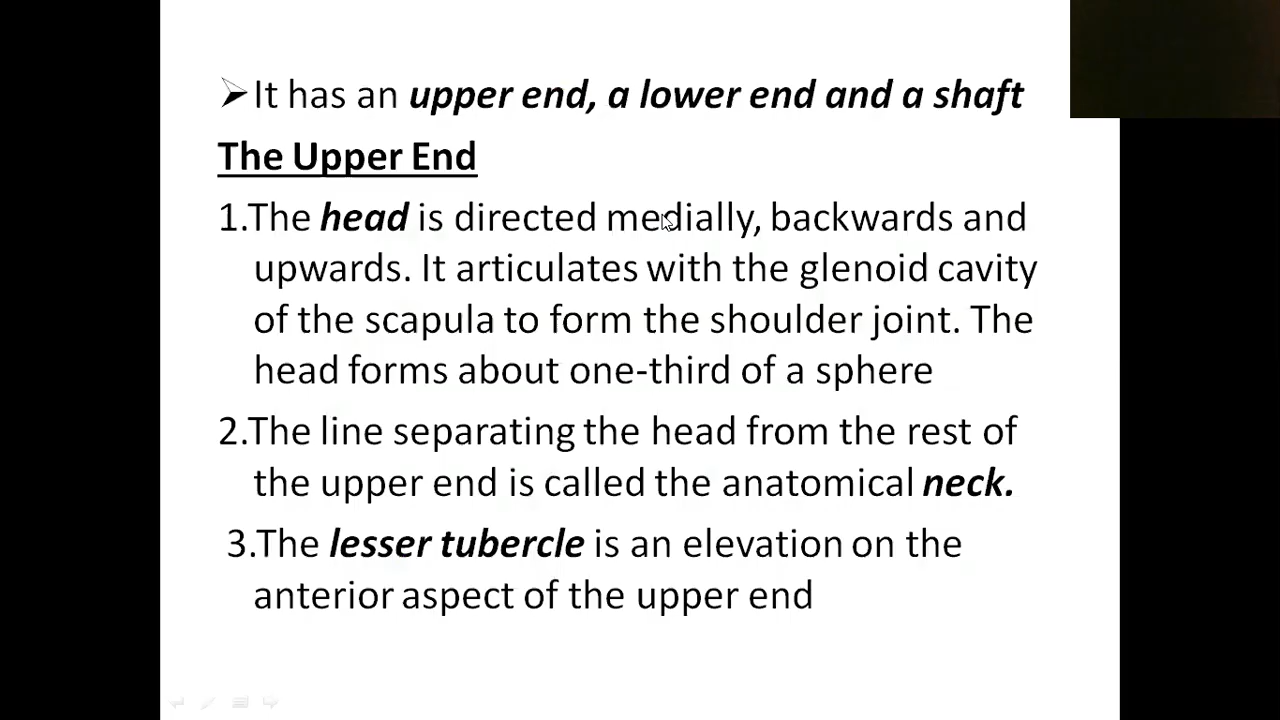 It has an upper end, a lower end and a shaft
The Upper End
1.The head is directed medially, backwards and
upwards. It articulates with the glenoid cavity
of the scapula to form the shoulder joint. The
head forms about one-third of a sphere
2.The line separating the head from the rest of
the upper end is called the anatomical neck.
3.The lesser tubercle is an elevation on the
anterior aspect of the upper end